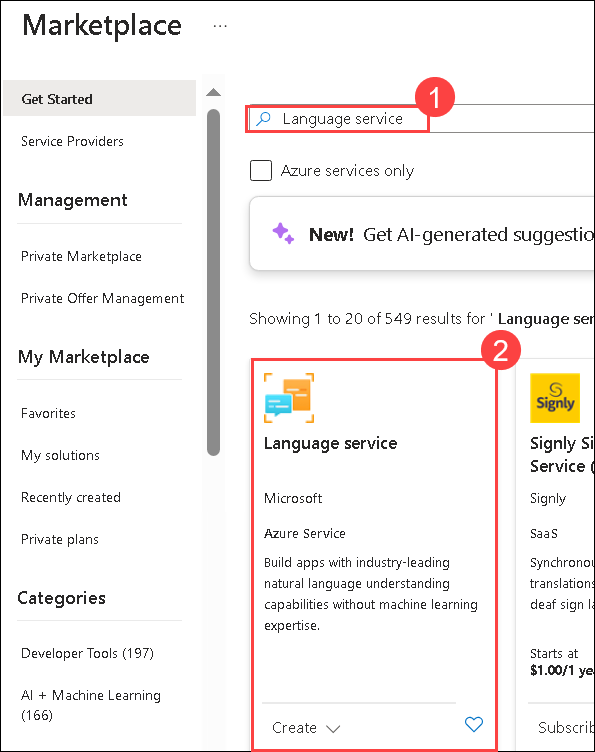 Marketplace ...
Get Started
Service Providers
Management
Private Marketplace
Private Offer Management
My Marketplace
Favorites
My solutions
Recently created
Private plans
Categories
Developer Tools (197)
AI + Machine Learning
(166)
1
Language service
Azure services only
New! Get AI-generated suggestio
Showing 1 to 20 of 549 results for ' Language ser
2
Language service
Microsoft
Azure Service
Build apps with industry-leading
natural language understanding
capabilities without machine learning
expertise.
Create
Signly
Signly Si
Service (
Signly
SaaS
Synchronou
translations
deaf sign la
Starts at
$1.00/1 yea
Subscrib